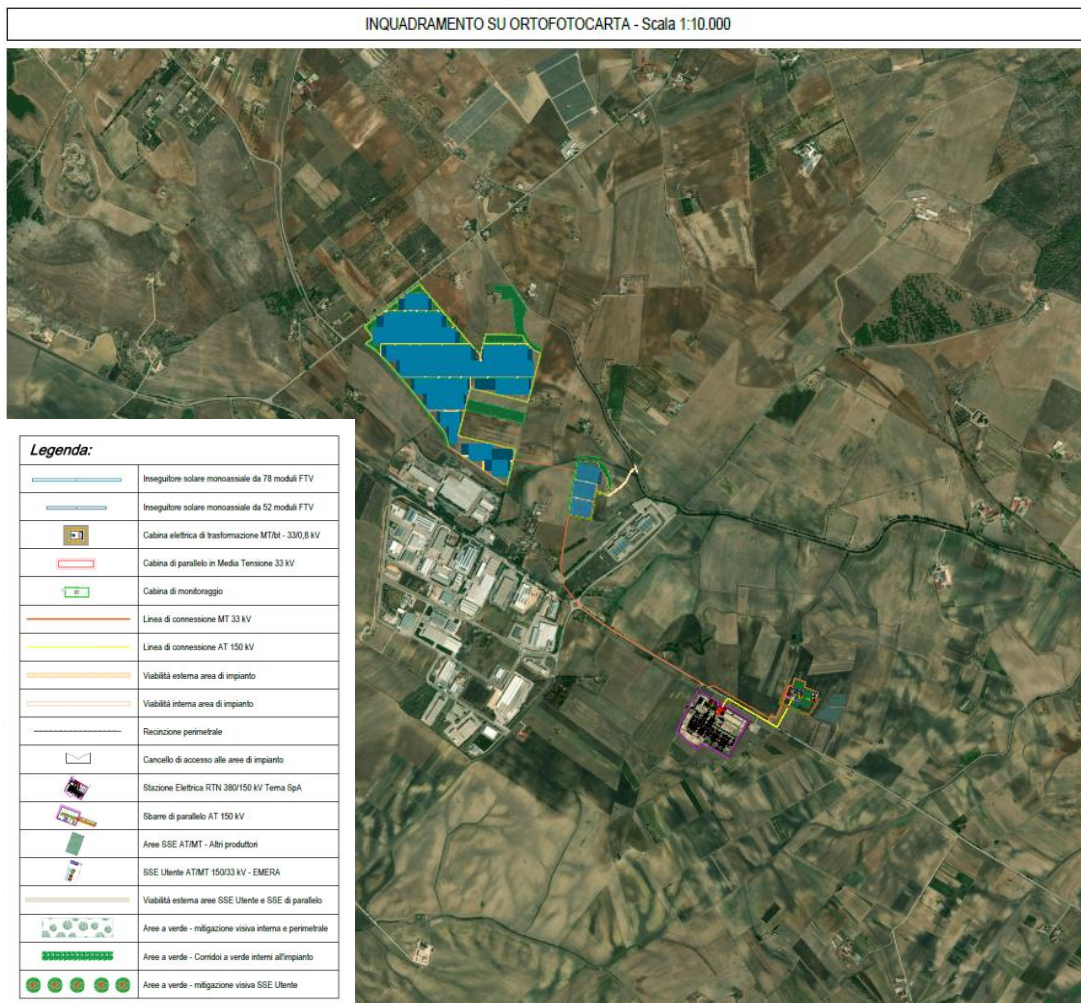 INQUADRAMENTO SU ORTOFOTOCARTA - Scala 1:10.000
Legenda:
Inseguitore solare monoassiale da 78 moduli FTV
Inseguitore solare monoassiale da 52 moduli FTV
Cabina elettrica di trasformazione MT/bt - 33/0,8 kV
Cabina di parallelo in Media Tensione 33 kV
Cabina di monitoraggio
Linea di connessione MT 33 kV
Linea di connessione AT 150 kV
Viabilità esterna area di impianto
Viabilità interna area di impianto
Recinzione perimetrale
Cancello di accesso alle aree di impianto
Stazione Elettrica RTN 380/150 kV Terna SpA
Sbarre di parallelo AT 150 kV
Aree SSE AT/MT - Altri produttori
SSE Utente AT/MT 150/33 kV - EMERA
Viabilità esterna aree SSE Utente e SSE di parallelo
Aree a verde - mitigazione visiva interna e perimetrale
Aree a verde - Corridoi a verde interni all'impianto
Aree a verde - mitigazione visiva SSE Utente